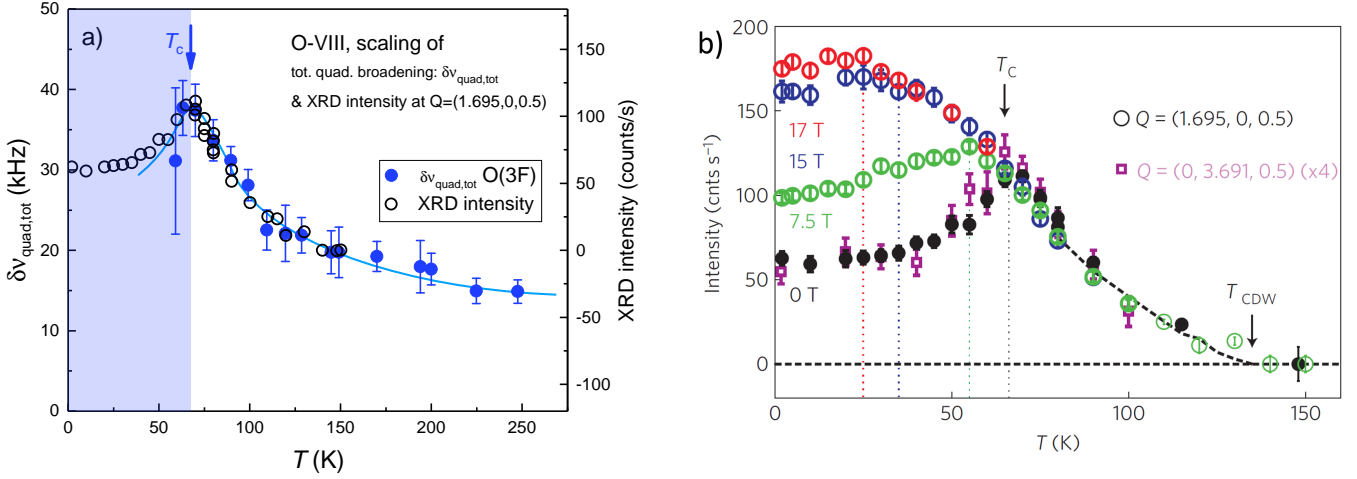 a)
T_c
O-VIII, scaling of
tot. quad. broadening: δν_quad,tot
& XRD intensity at Q=(1.695,0,0.5)
δν_quad,tot O(3F)
XRD intensity
50
40
30
20
10
0
δν_quad,tot (kHz)
0
50
100
150
200
250
T (K)
150
100
50
0
-50
-100
XRD intensity (counts/s)
b)
200
150
100
50
0
Intensity (cnts s⁻¹)
T_C
Q = (1.695, 0, 0.5)
Q = (0, 3.691, 0.5) (x4)
17 T
15 T
7.5 T
0 T
T_CDW
0
50
100
150
T (K)